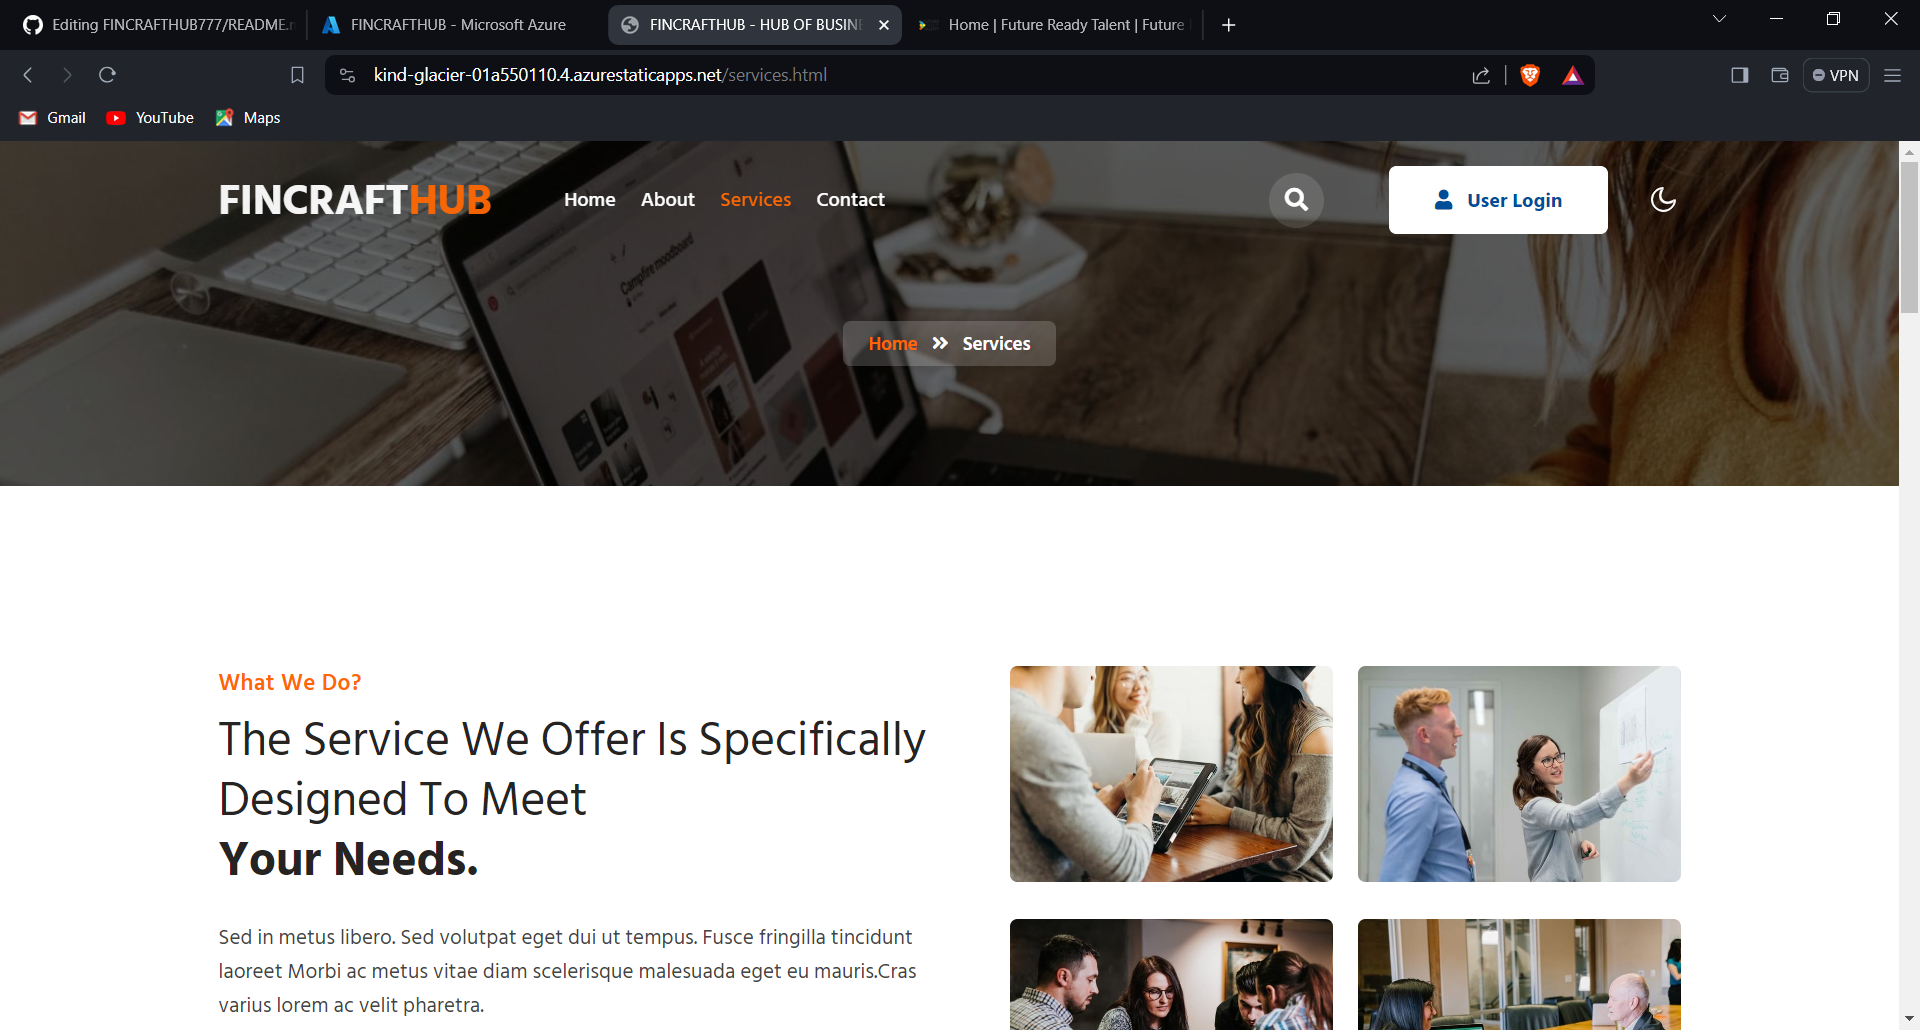 Editing FINCRAFTHUB777/README.m
FINCRAFTHUB - Microsoft Azure
FINCRAFTHUB - HUB OF BUSINE
Home | Future Ready Talent | Future
kind-glacier-01a550110.4.azurestaticapps.net/services.html
VPN
Gmail
YouTube
Maps
FINCRAFTHUB
Home
About
Services
Contact
User Login
Campfire moodboard
Home
Services
What We Do?
The Service We Offer Is Specifically
Designed To Meet
Your Needs.
Sed in metus libero. Sed volutpat eget dui ut tempus. Fusce fringilla tincidunt
laoreet Morbi ac metus vitae diam scelerisque malesuada eget eu mauris.Cras
varius lorem ac velit pharetra.